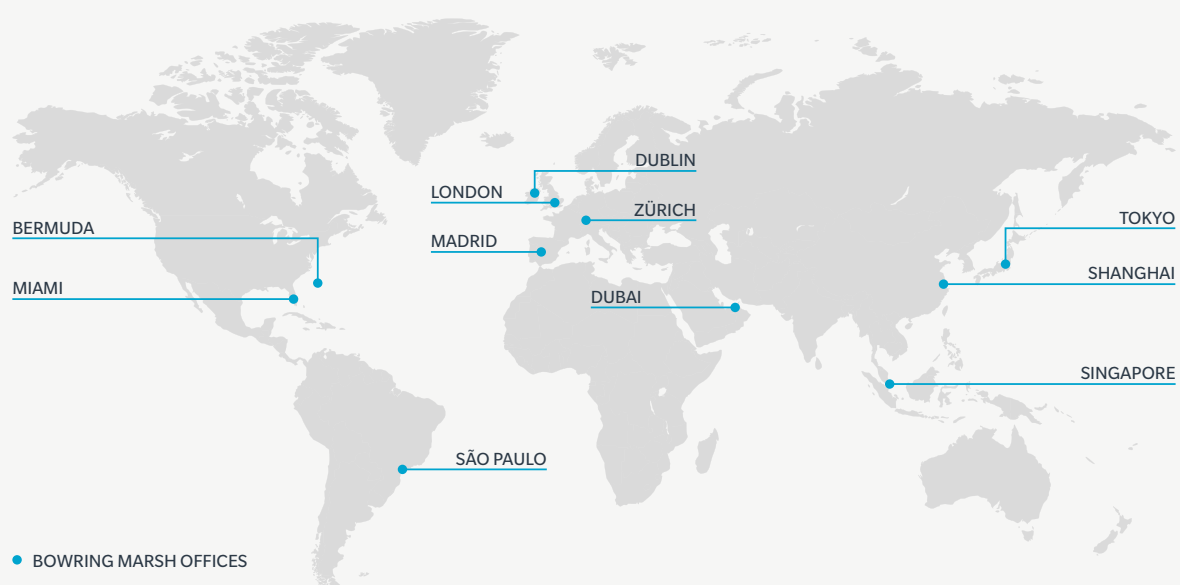 DUBLIN
LONDON
ZÜRICH
BERMUDA
TOKYO
MADRID
SHANGHAI
MIAMI
DUBAI
SINGAPORE
SÃO PAULO
BOWRING MARSH OFFICES